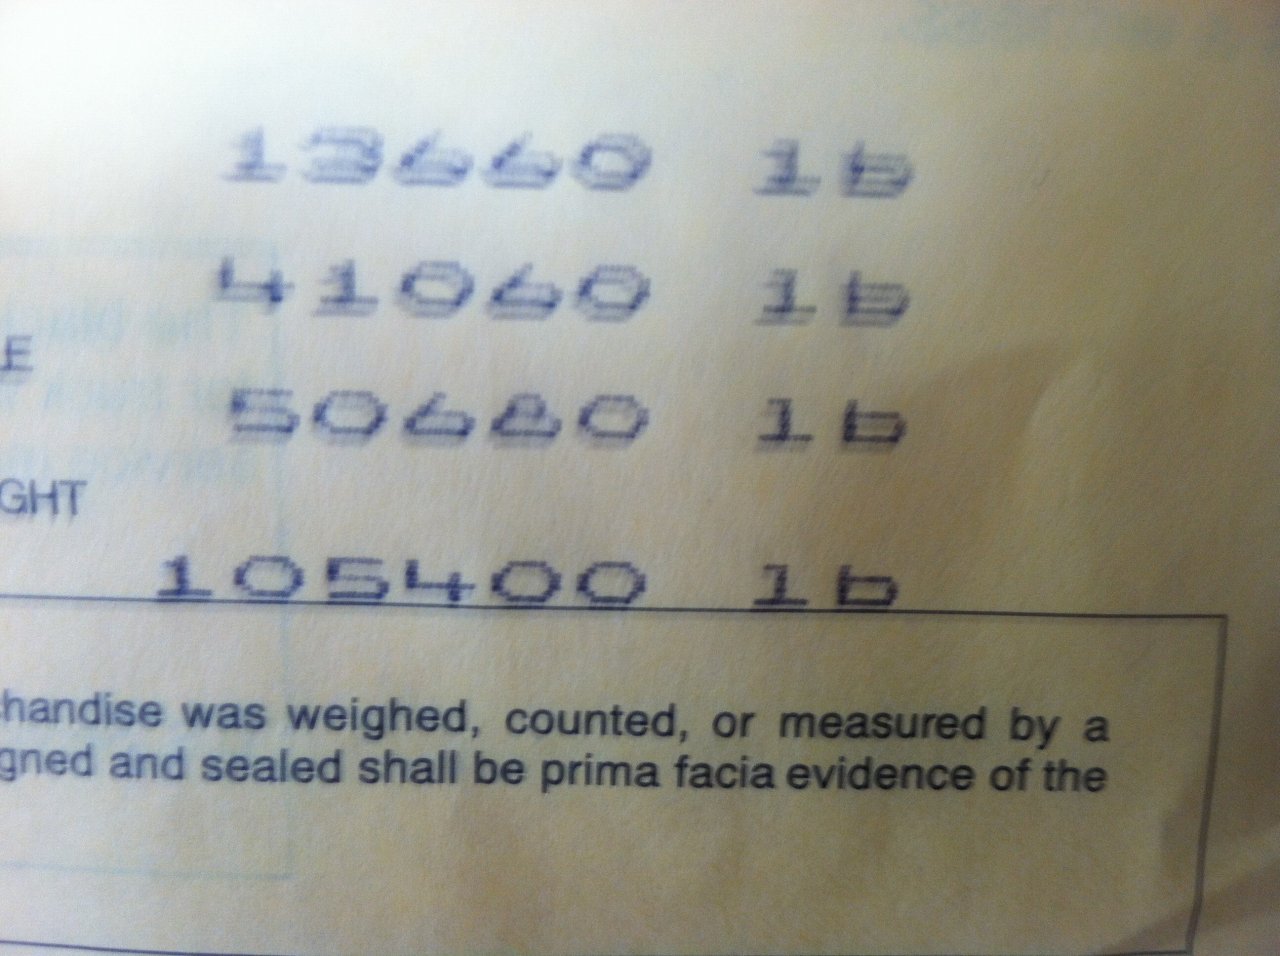 13660 lb
41060 lb
E
50680 lb
GHT
105400 lb
handise was weighed, counted, or measured by a
gned and sealed shall be prima facia evidence of the